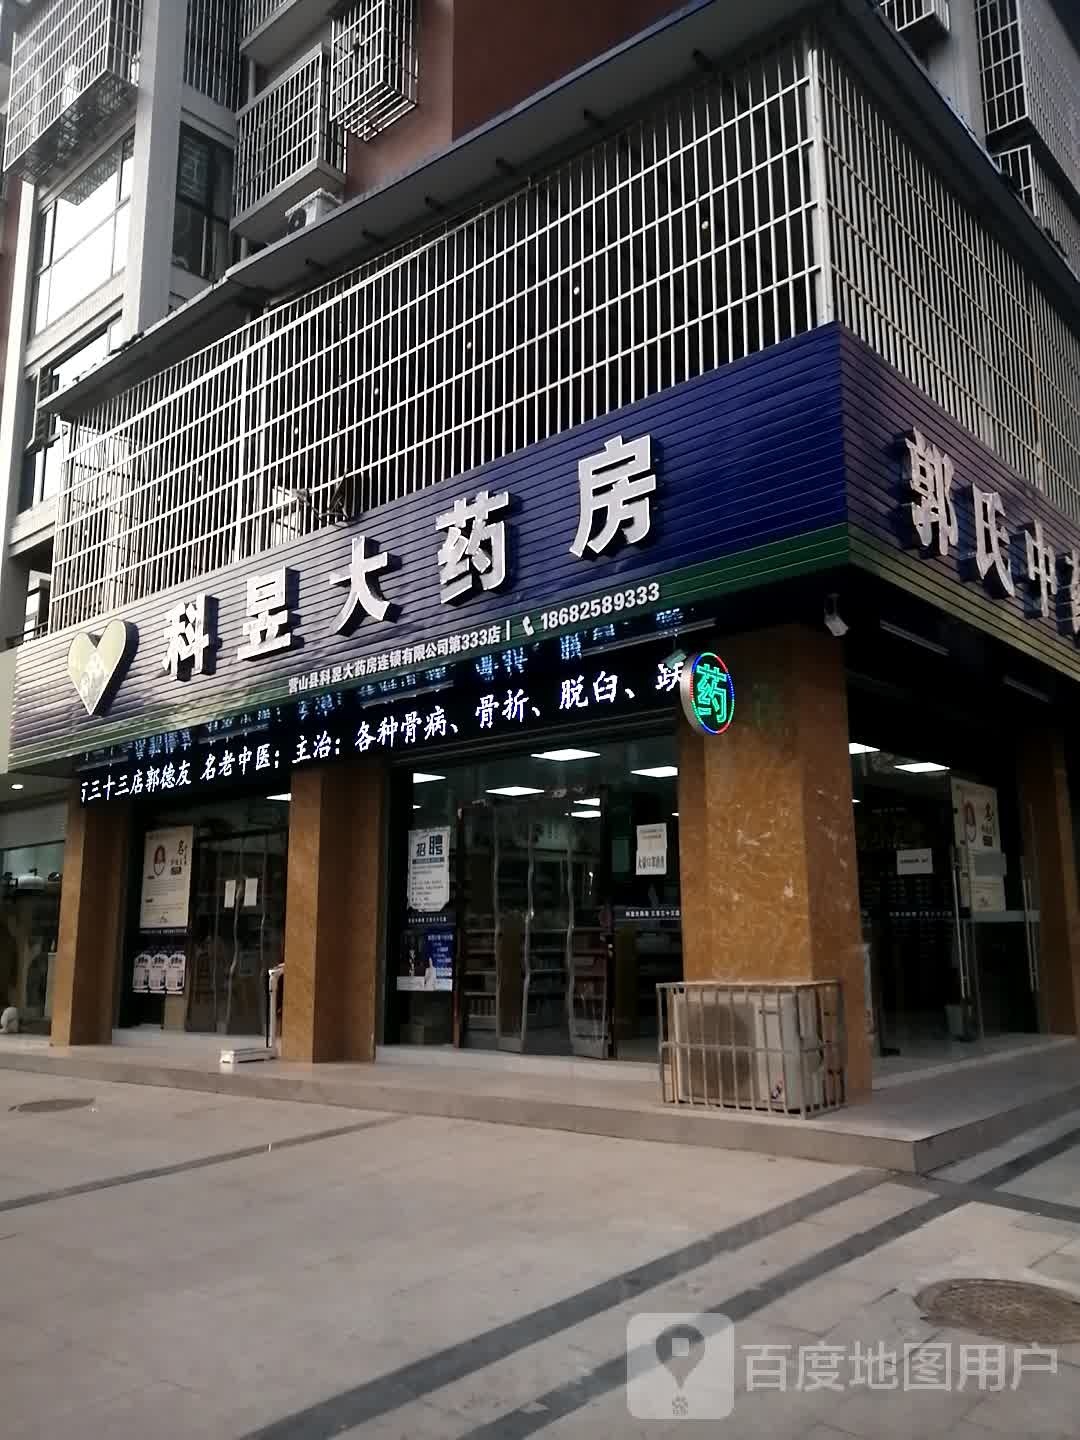 科昱大药房
郭氏中
营山县科昱大药房连锁有限公司第333店 | 18682589333
三十三店郭德友 名老中医：主治：各种骨病、骨折、脱臼、跌
药
招聘
百度地图用户